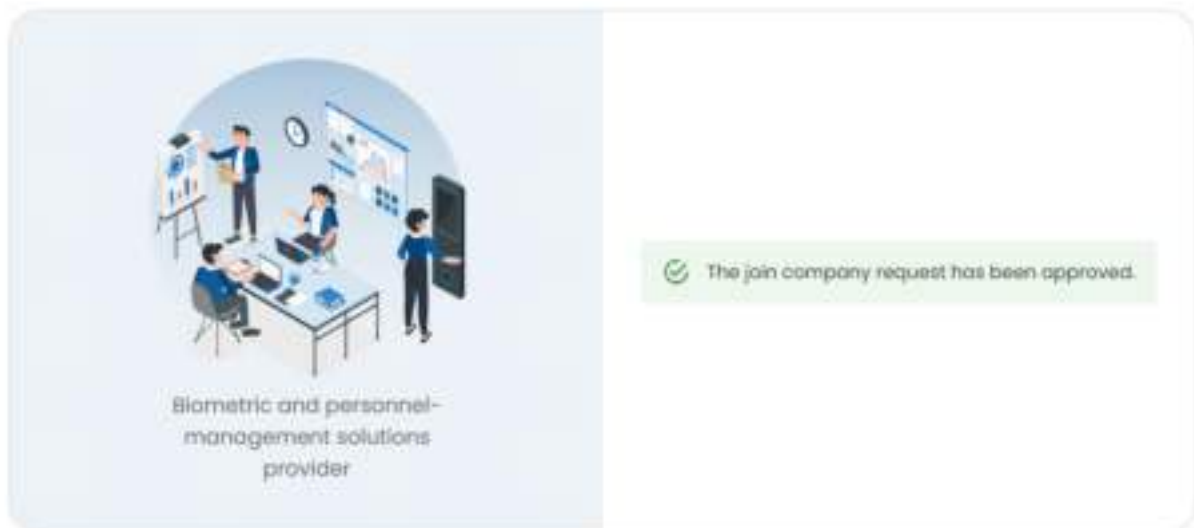 Biometric and personnel-
management solutions
provider
The join company request has been approved.